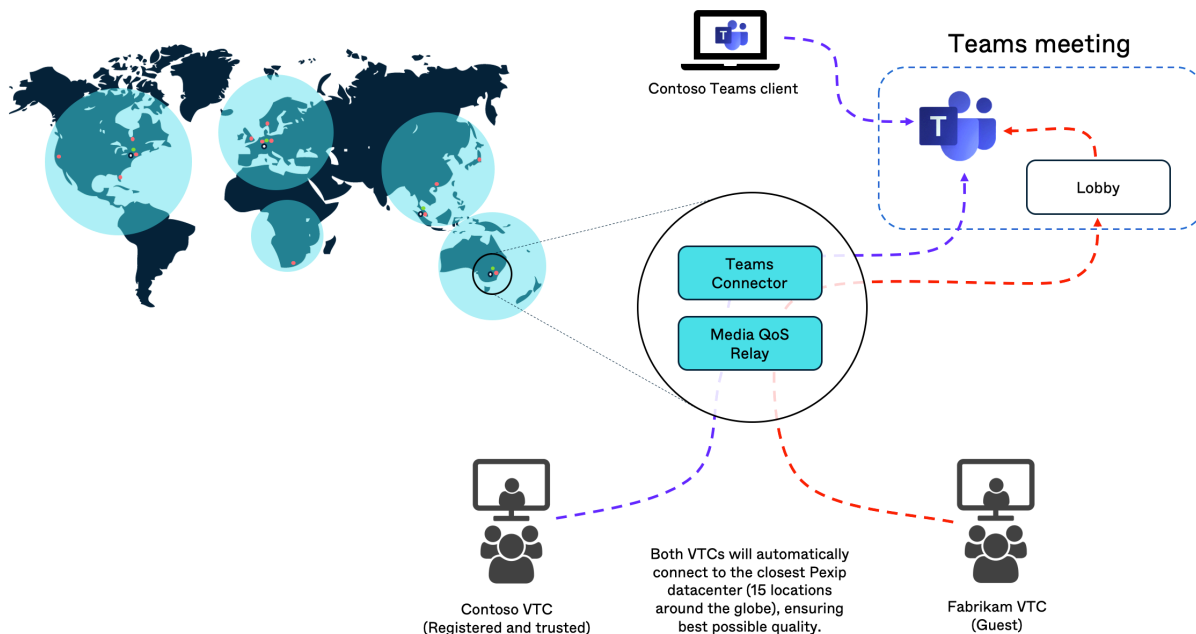 Teams meeting
T
Contoso Teams client
T
Lobby
Teams
Connector
Media QoS
Relay
Both VTCs will automatically
connect to the closest Pexip
datacenter (15 locations
around the globe), ensuring
best possible quality.
Contoso VTC
(Registered and trusted)
Fabrikam VTC
(Guest)